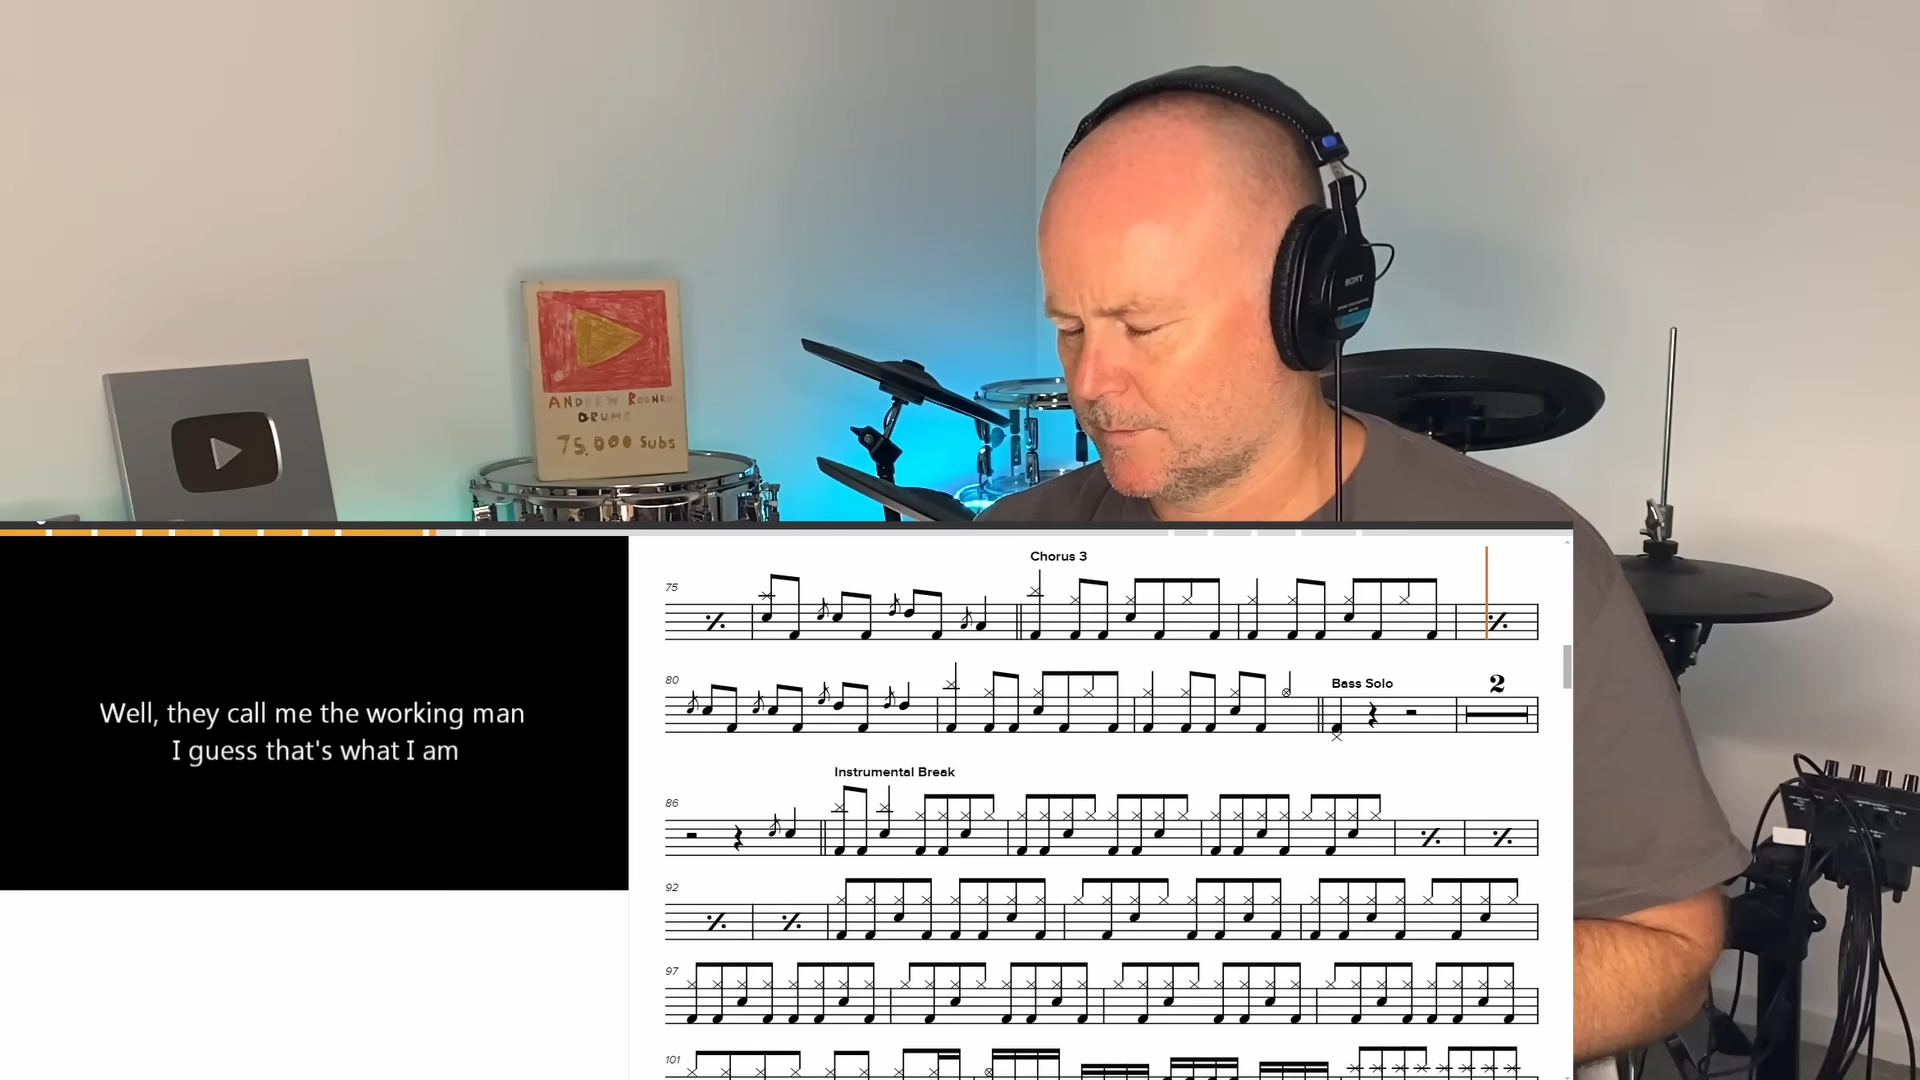 SONY
ANDREW ROONEY
DRUMS
75,000 SUBS
Well, they call me the working man
I guess that's what I am
Chorus 3
75
80
Bass Solo
2
Instrumental Break
86
92
97
101